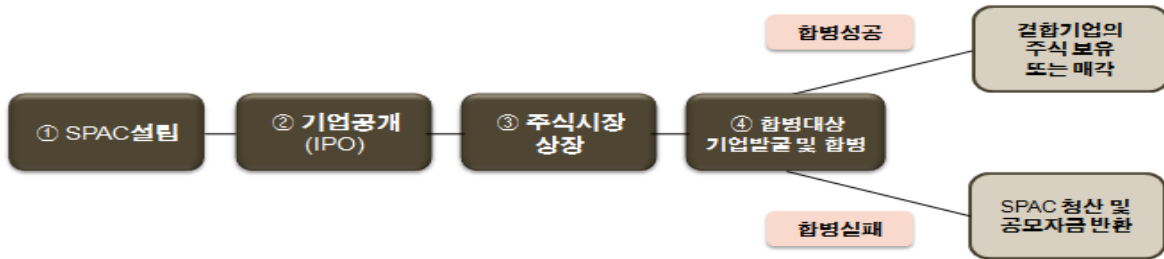 합병성공
결합기업의
주식 보유
또는 매각
① SPAC설립
② 기업공개
(IPO)
③ 주식시장
상장
④ 합병대상
기업발굴 및 합병
합병실패
SPAC 청산 및
공모자금 반환